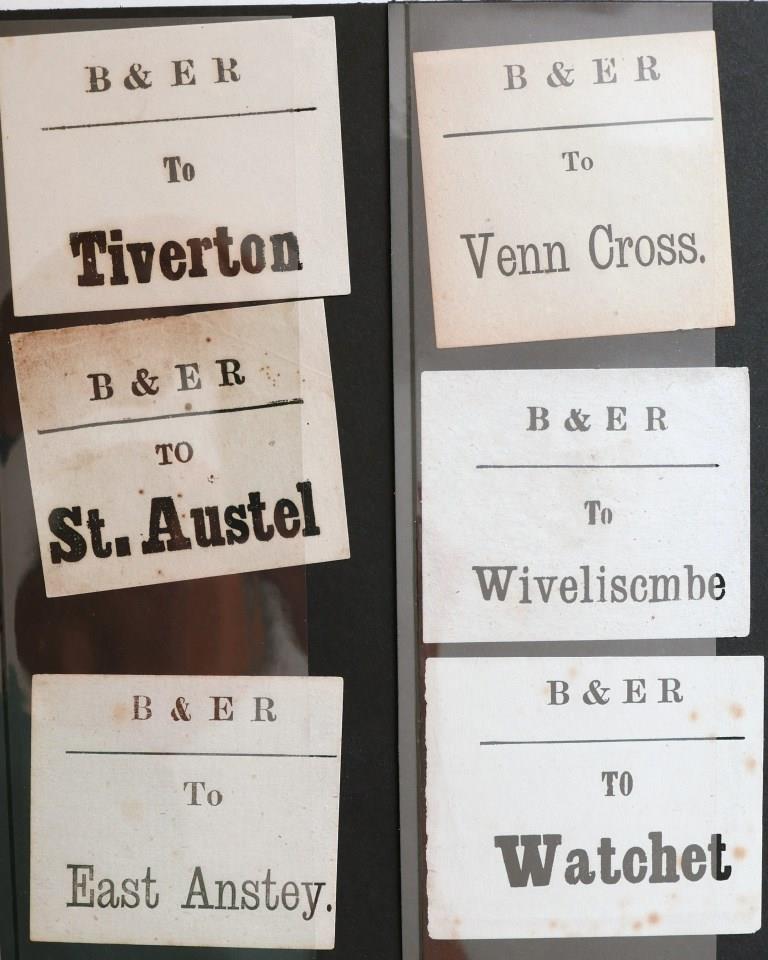 B & E R
To
Tiverton
B & E R
TO
St. Austel
B & E R
To
East Anstey.
B & E R
To
Venn Cross.
B & E R
To
Wiveliscmbe
B & E R
TO
Watchet